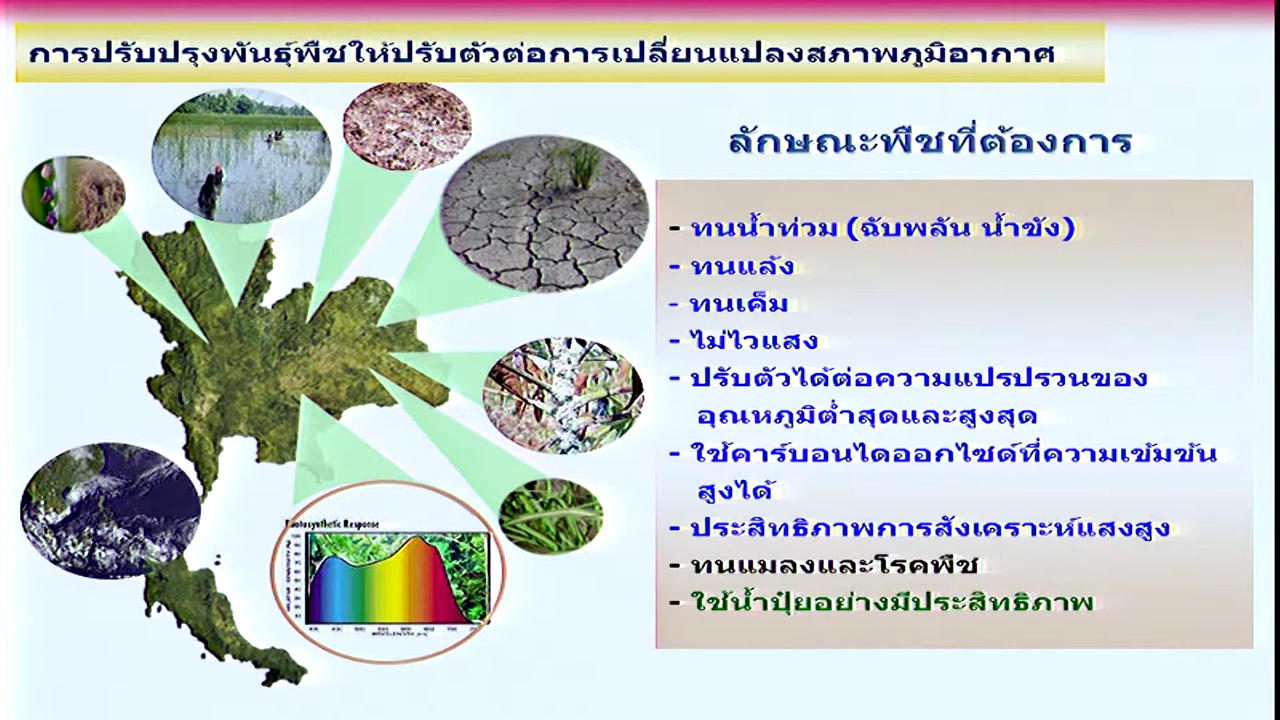 การปรับปรุงพันธุ์พืชให้ปรับตัวต่อการเปลี่ยนแปลงสภาพภูมิอากาศ
ลักษณะพืชที่ต้องการ
- ทนน้ำท่วม (ฉับพลัน น้ำขัง)
- ทนแล้ง
- ทนเค็ม
- ไม่ไวแสง
- ปรับตัวได้ต่อความแปรปรวนของ
อุณหภูมิต่ำสุดและสูงสุด
- ใช้คาร์บอนไดออกไซด์ที่ความเข้มข้น
สูงได้
- ประสิทธิภาพการสังเคราะห์แสงสูง
- ทนแมลงและโรคพืช
- ใช้น้ำปุ๋ยอย่างมีประสิทธิภาพ
Photosynthetic Response